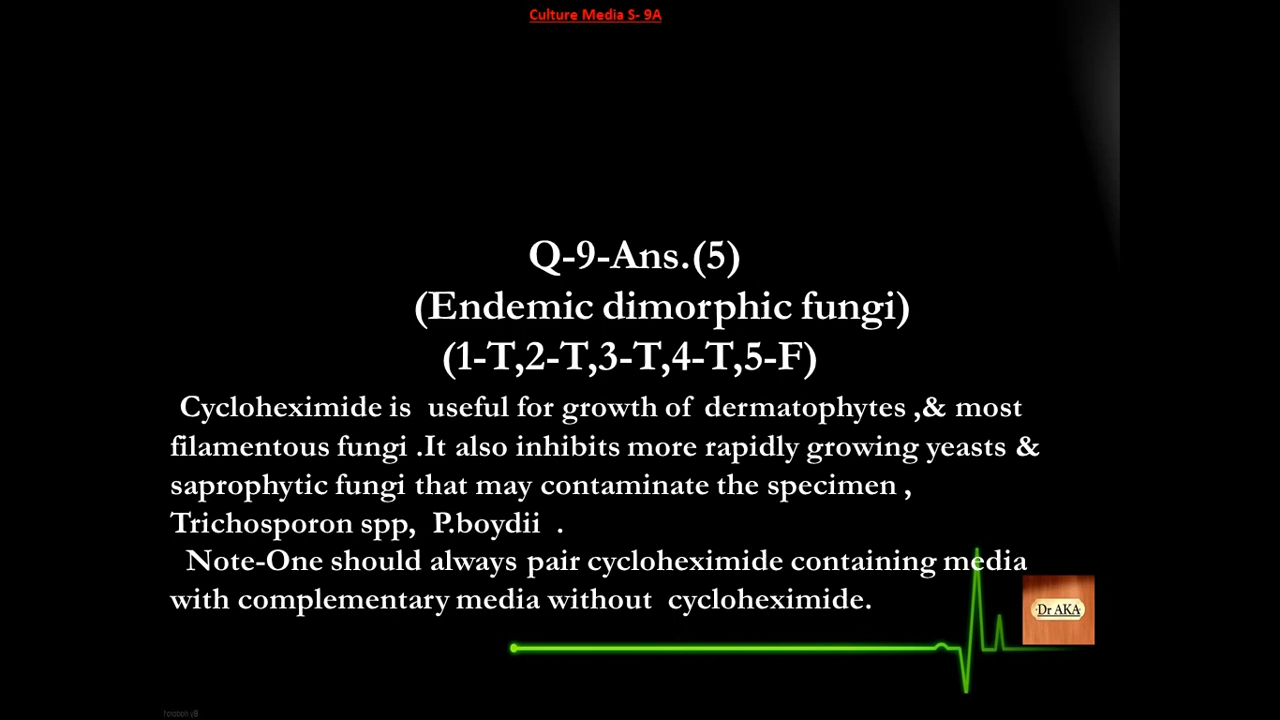 Culture Media S- 9A
Q-9-Ans.(5)
(Endemic dimorphic fungi)
(1-T,2-T,3-T,4-T,5-F)
Cycloheximide is useful for growth of dermatophytes ,& most
filamentous fungi .It also inhibits more rapidly growing yeasts &
saprophytic fungi that may contaminate the specimen ,
Trichosporon spp, P.boydii .
Note-One should always pair cycloheximide containing media
with complementary media without cycloheximide.
Dr AKA